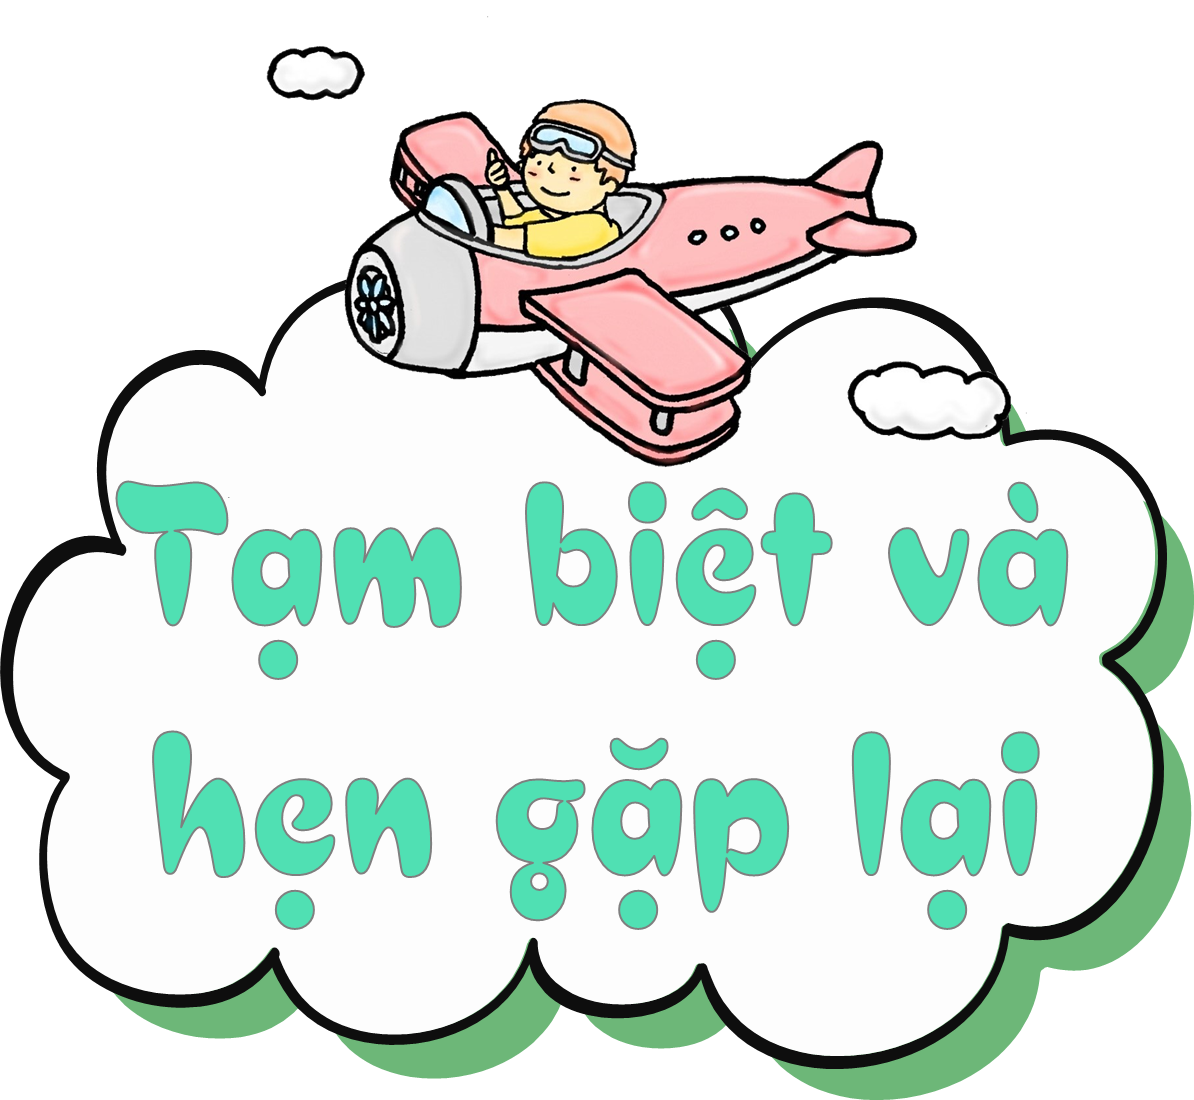 Tạm biệt và
hẹn gặp lại